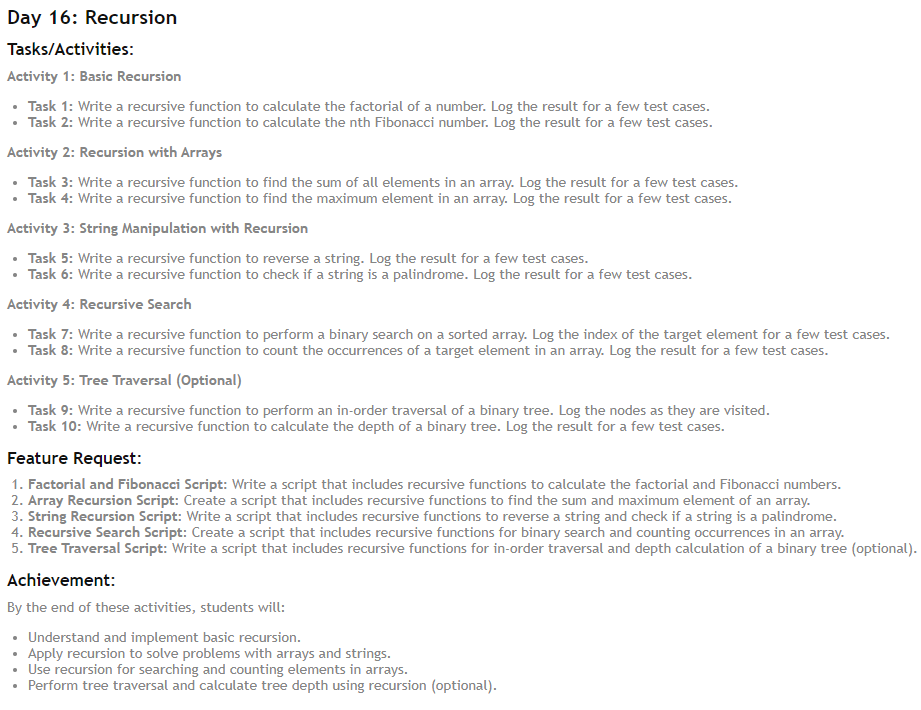 Day 16: Recursion
Tasks/Activities:
Activity 1: Basic Recursion
• Task 1: Write a recursive function to calculate the factorial of a number. Log the result for a few test cases.
• Task 2: Write a recursive function to calculate the nth Fibonacci number. Log the result for a few test cases.
Activity 2: Recursion with Arrays
• Task 3: Write a recursive function to find the sum of all elements in an array. Log the result for a few test cases.
• Task 4: Write a recursive function to find the maximum element in an array. Log the result for a few test cases.
Activity 3: String Manipulation with Recursion
• Task 5: Write a recursive function to reverse a string. Log the result for a few test cases.
• Task 6: Write a recursive function to check if a string is a palindrome. Log the result for a few test cases.
Activity 4: Recursive Search
• Task 7: Write a recursive function to perform a binary search on a sorted array. Log the index of the target element for a few test cases.
• Task 8: Write a recursive function to count the occurrences of a target element in an array. Log the result for a few test cases.
Activity 5: Tree Traversal (Optional)
• Task 9: Write a recursive function to perform an in-order traversal of a binary tree. Log the nodes as they are visited.
• Task 10: Write a recursive function to calculate the depth of a binary tree. Log the result for a few test cases.
Feature Request:
1. Factorial and Fibonacci Script: Write a script that includes recursive functions to calculate the factorial and Fibonacci numbers.
2. Array Recursion Script: Create a script that includes recursive functions to find the sum and maximum element of an array.
3. String Recursion Script: Write a script that includes recursive functions to reverse a string and check if a string is a palindrome.
4. Recursive Search Script: Create a script that includes recursive functions for binary search and counting occurrences in an array.
5. Tree Traversal Script: Write a script that includes recursive functions for in-order traversal and depth calculation of a binary tree (optional).
Achievement:
By the end of these activities, students will:
• Understand and implement basic recursion.
• Apply recursion to solve problems with arrays and strings.
• Use recursion for searching and counting elements in arrays.
• Perform tree traversal and calculate tree depth using recursion (optional).